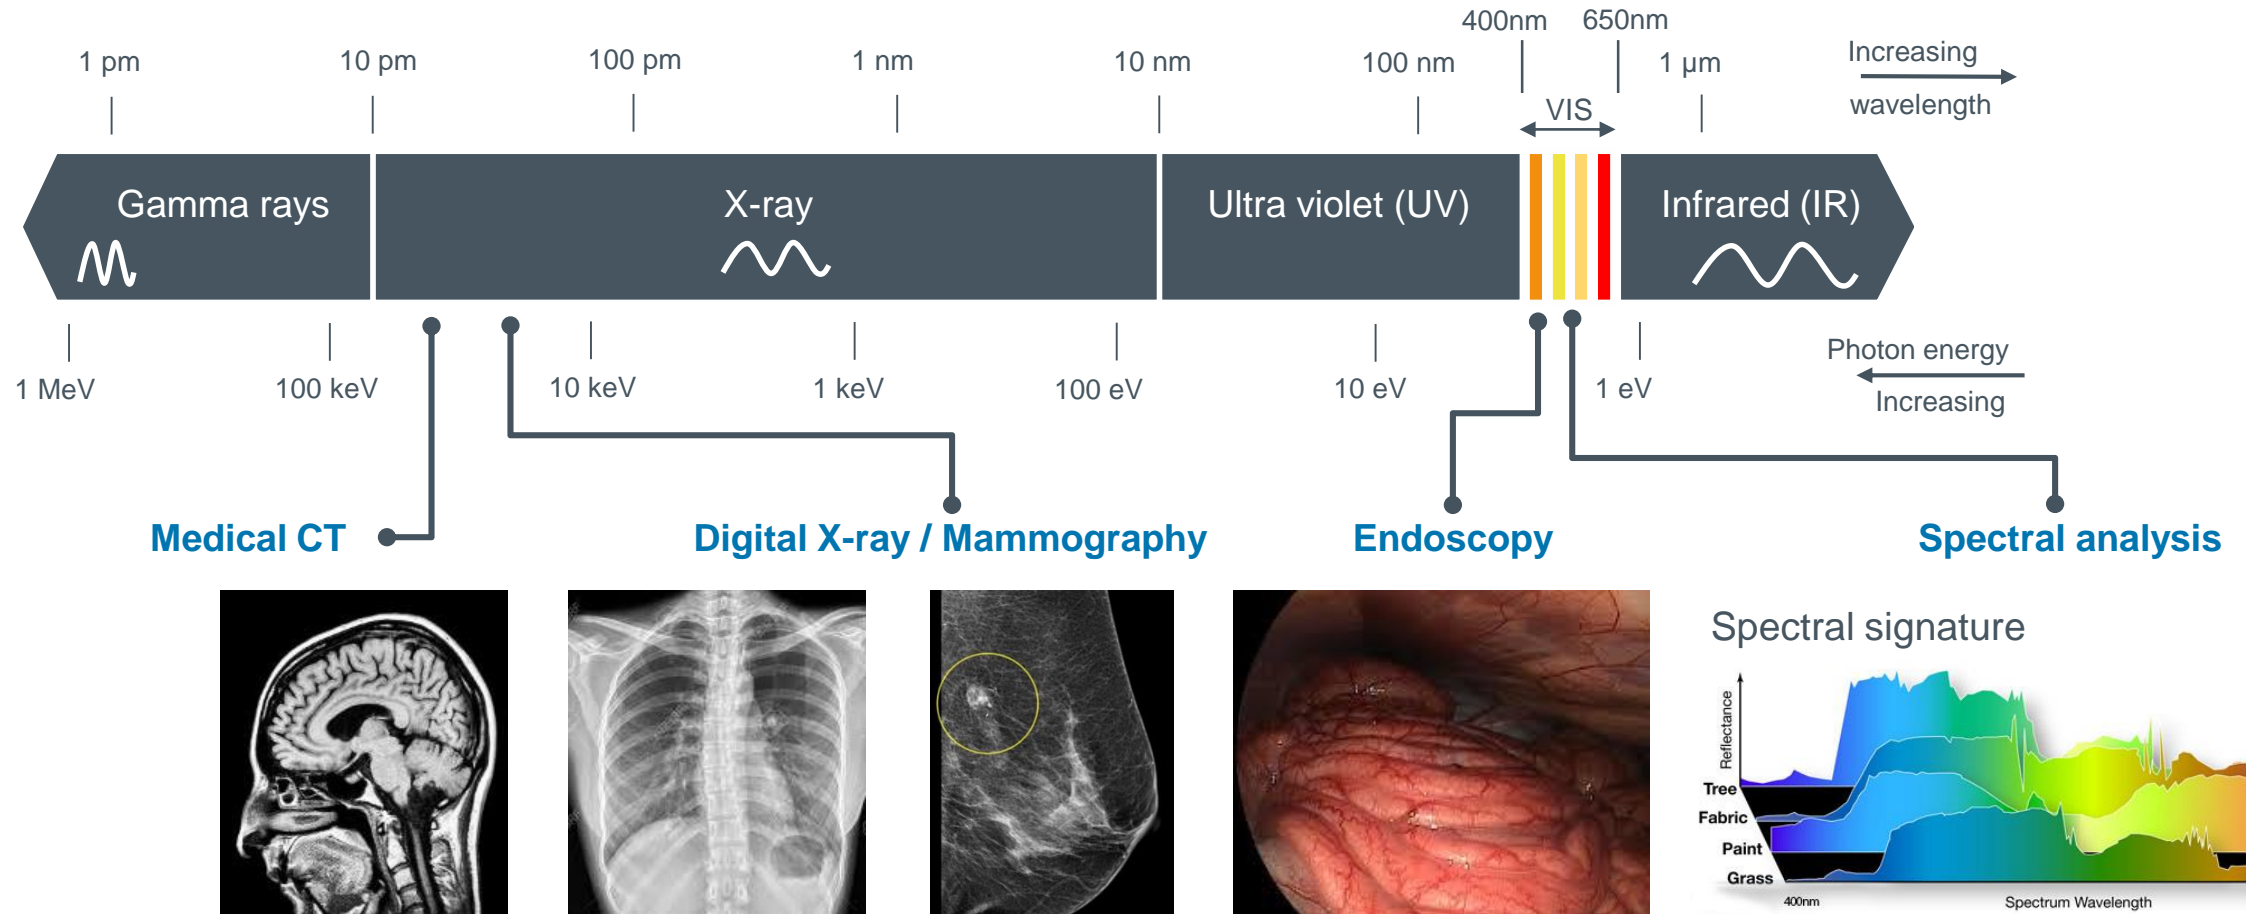 400nm 650nm
1 pm 10 pm 100 pm 1 nm 10 nm 100 nm 1 µm
Increasing
wavelength
VIS
Gamma rays X-ray Ultra violet (UV) Infrared (IR)
1 MeV 100 keV 10 keV 1 keV 100 eV 10 eV 1 eV
Photon energy
Increasing
Medical CT Digital X-ray / Mammography Endoscopy Spectral analysis
Spectral signature
Reflectance
Tree
Fabric
Paint
Grass
400nm Spectrum Wavelength